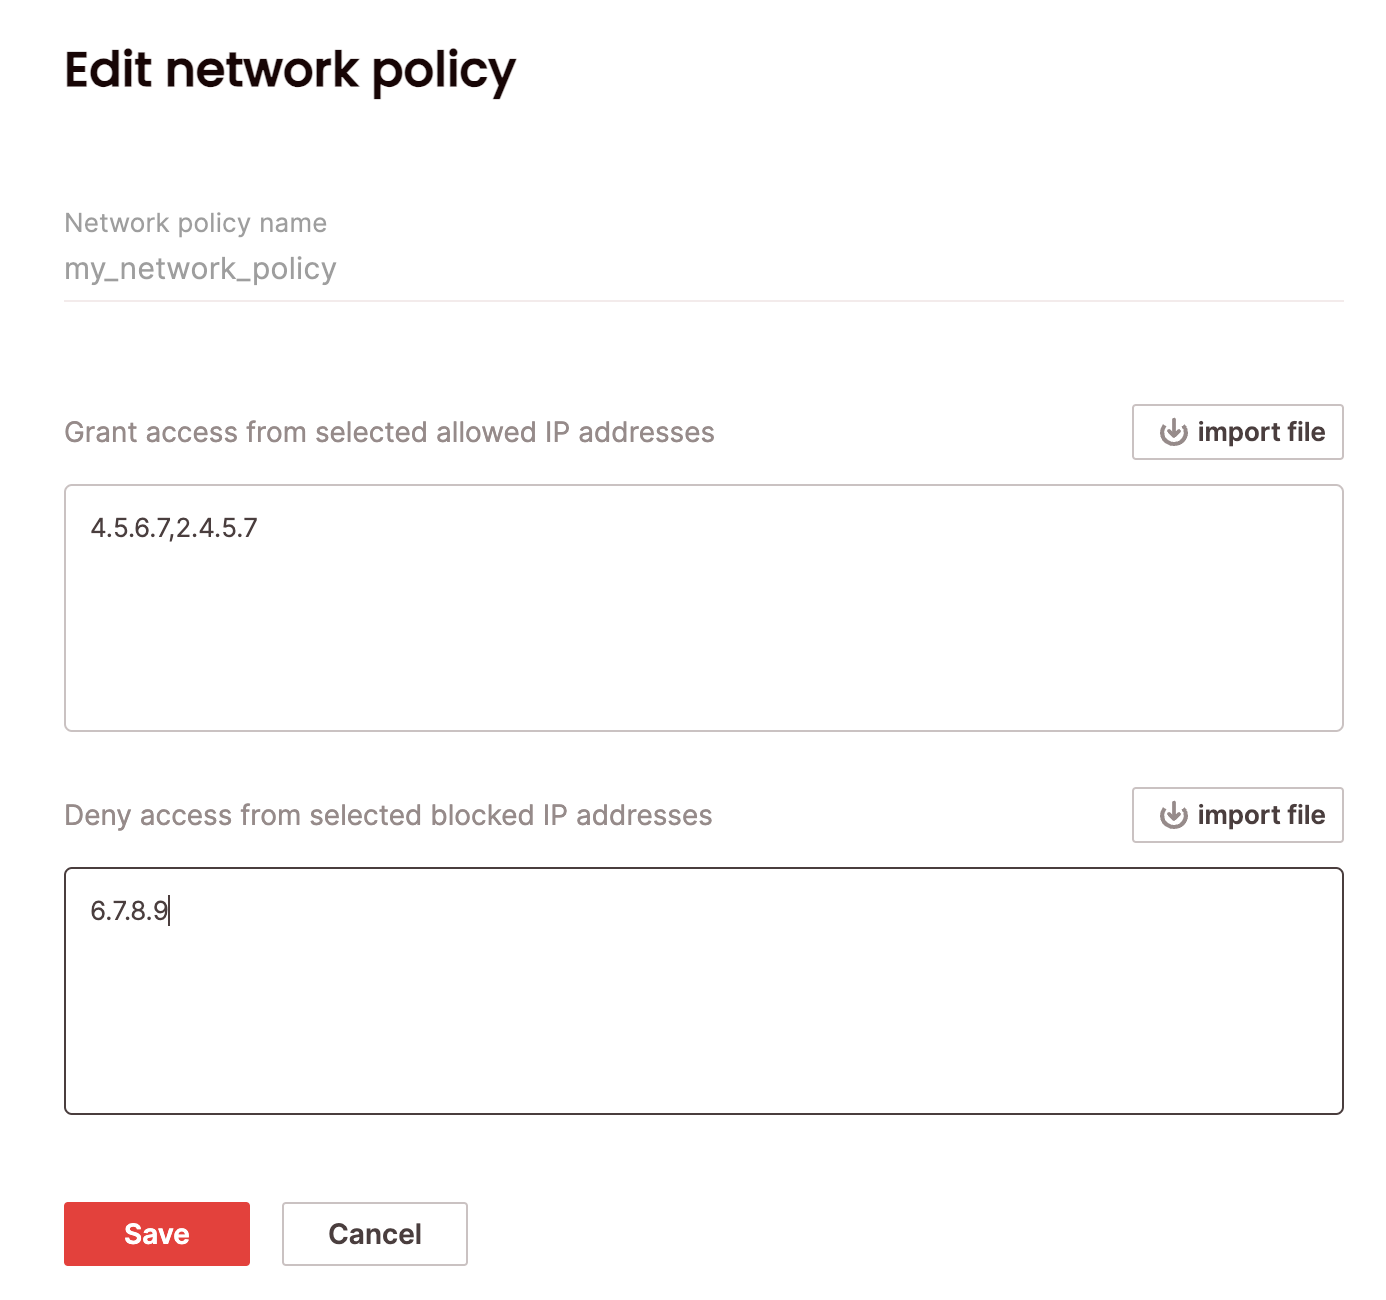 Edit network policy
Network policy name
my_network_policy
Grant access from selected allowed IP addresses
import file
4.5.6.7,2.4.5.7
Deny access from selected blocked IP addresses
import file
6.7.8.9
Save
Cancel